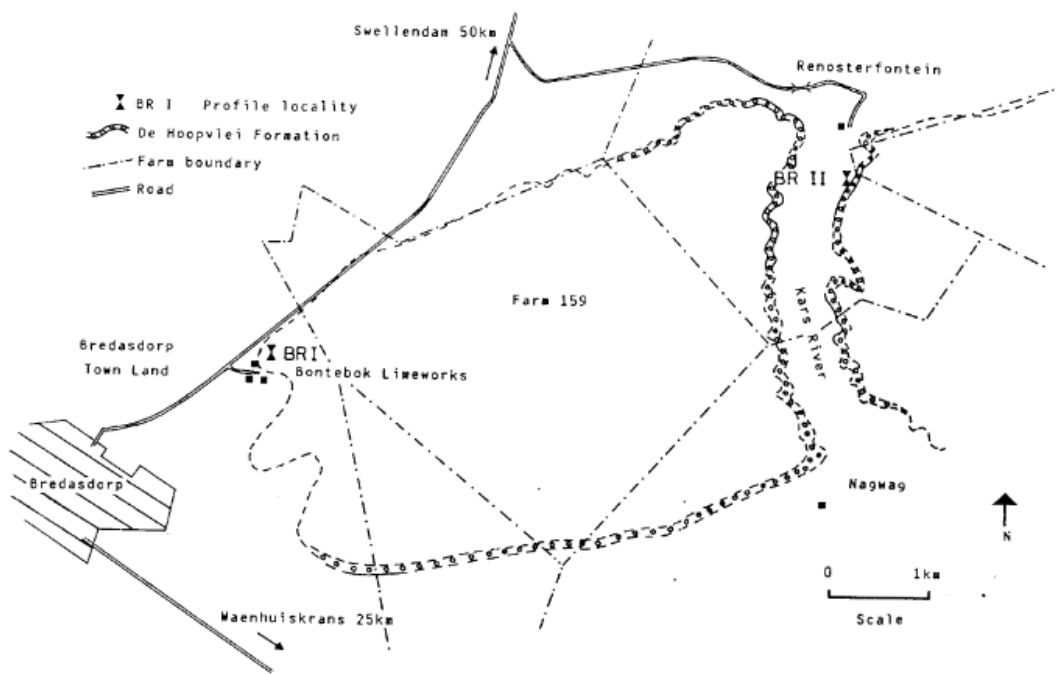 Swellendam 50km
Renosterfontein
BR I Profile locality
De Hoopvlei Formation
Farm boundary
Road
BR II
Farm 159
Kars River
Bredasdorp
Town Land
BR I
Bontebok Limeworks
Bredasdorp
Nagwag
N
0 1km
Scale
Waenhuiskrans 25km